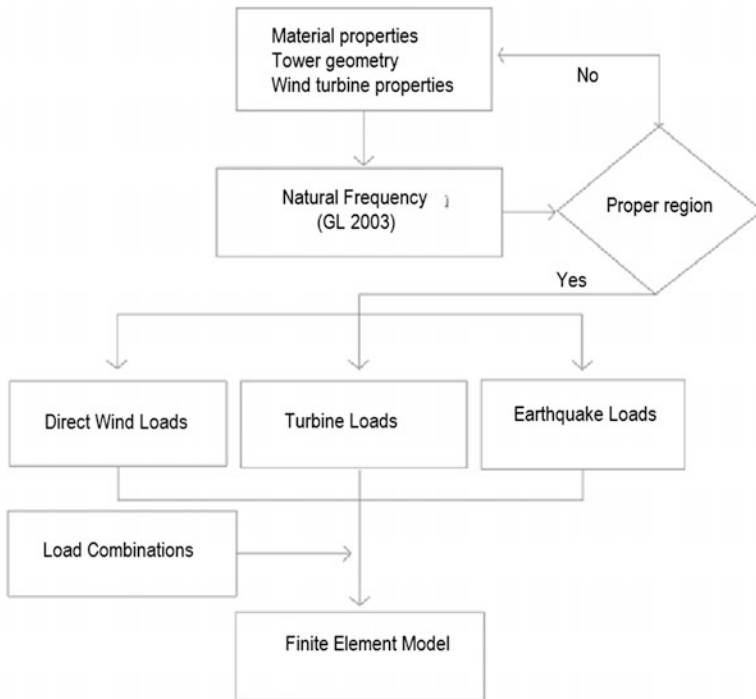 Material properties
Tower geometry
Wind turbine properties
No
Natural Frequency
(GL 2003)
Proper region
Yes
Direct Wind Loads
Turbine Loads
Earthquake Loads
Load Combinations
Finite Element Model